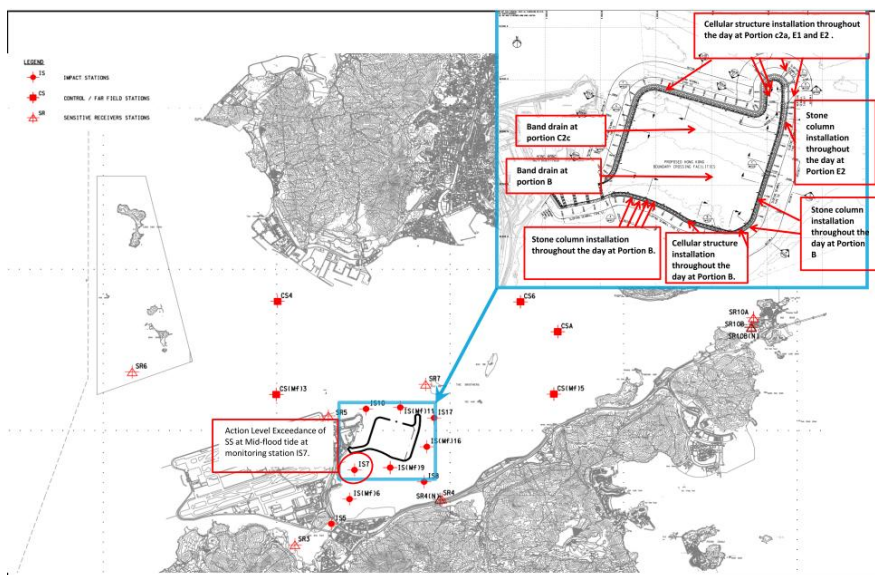 LEGEND
IS IMPACT STATIONS
CS CONTROL / FAR FIELD STATIONS
SR SENSITIVE RECEIVERS STATIONS
Cellular structure installation throughout
the day at Portion c2a, E1 and E2 .
Band drain at
portion C2c
Band drain at
portion B
Stone
column
installation
throughout
the day at
Portion E2
Stone column
installation
throughout the
day at Portion
B
Stone column installation
throughout the day at Portion B.
Cellular structure
installation
throughout the
day at Portion B.
PROPOSED HONG KONG
BOUNDARY CROSSING FACILITIES
CS4
CS6
CSA
SR10A
SR10B
SR10B(N)
SR6
CS(Mf)3
SR7
CS(Mf)5
SR5
IS10
IS(Mf)11
IS17
Action Level Exceedance of
SS at Mid-flood tide at
monitoring station IS7.
IS(Mf)16
IS7
IS(Mf)9
IS8
IS(Mf)6
SR4(N)
SR4
IS5
SR3